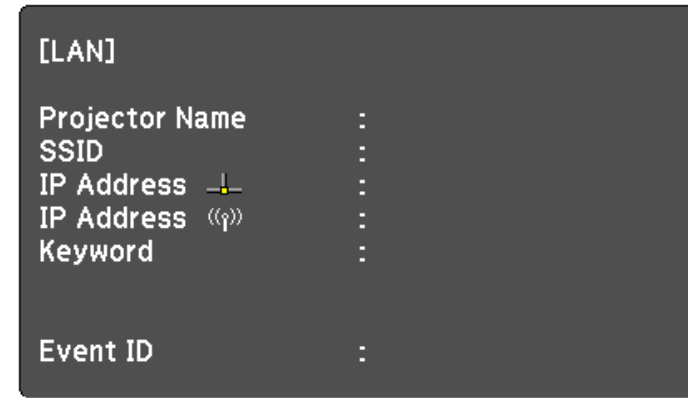 [LAN]
Projector Name :
SSID :
IP Address :
IP Address :
Keyword :
Event ID :